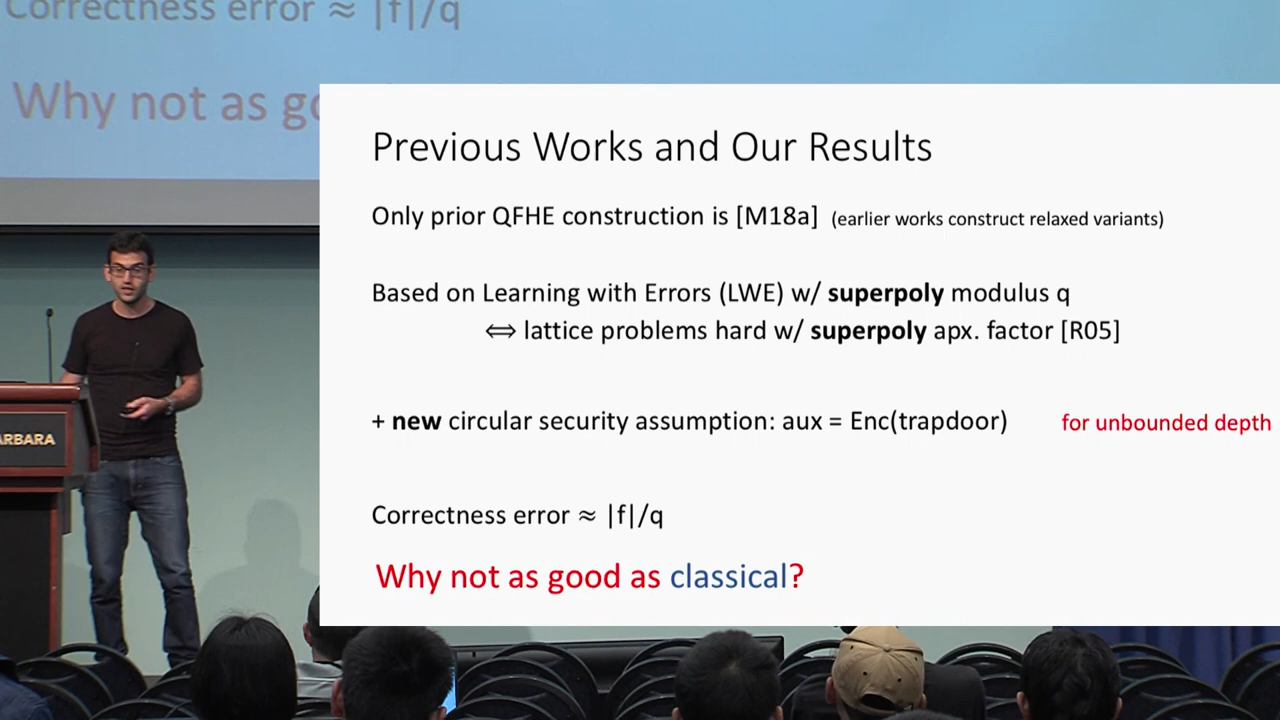 Correctness error ≈ |f|/q
Why not as go
Previous Works and Our Results
Only prior QFHE construction is [M18a] (earlier works construct relaxed variants)
Based on Learning with Errors (LWE) w/ superpoly modulus q
⟺ lattice problems hard w/ superpoly apx. factor [R05]
+ new circular security assumption: aux = Enc(trapdoor) for unbounded depth
Correctness error ≈ |f|/q
Why not as good as classical?
ARBARA